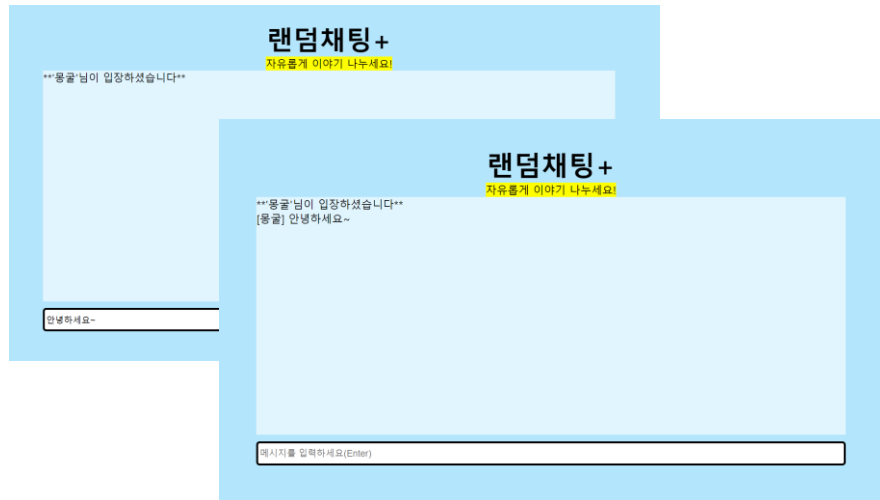 랜덤채팅+
자유롭게 이야기 나누세요!
**'몽굴'님이 입장하셨습니다**
안녕하세요~
랜덤채팅+
자유롭게 이야기 나누세요!
**'몽굴'님이 입장하셨습니다**
[몽굴] 안녕하세요~
메시지를 입력하세요(Enter)